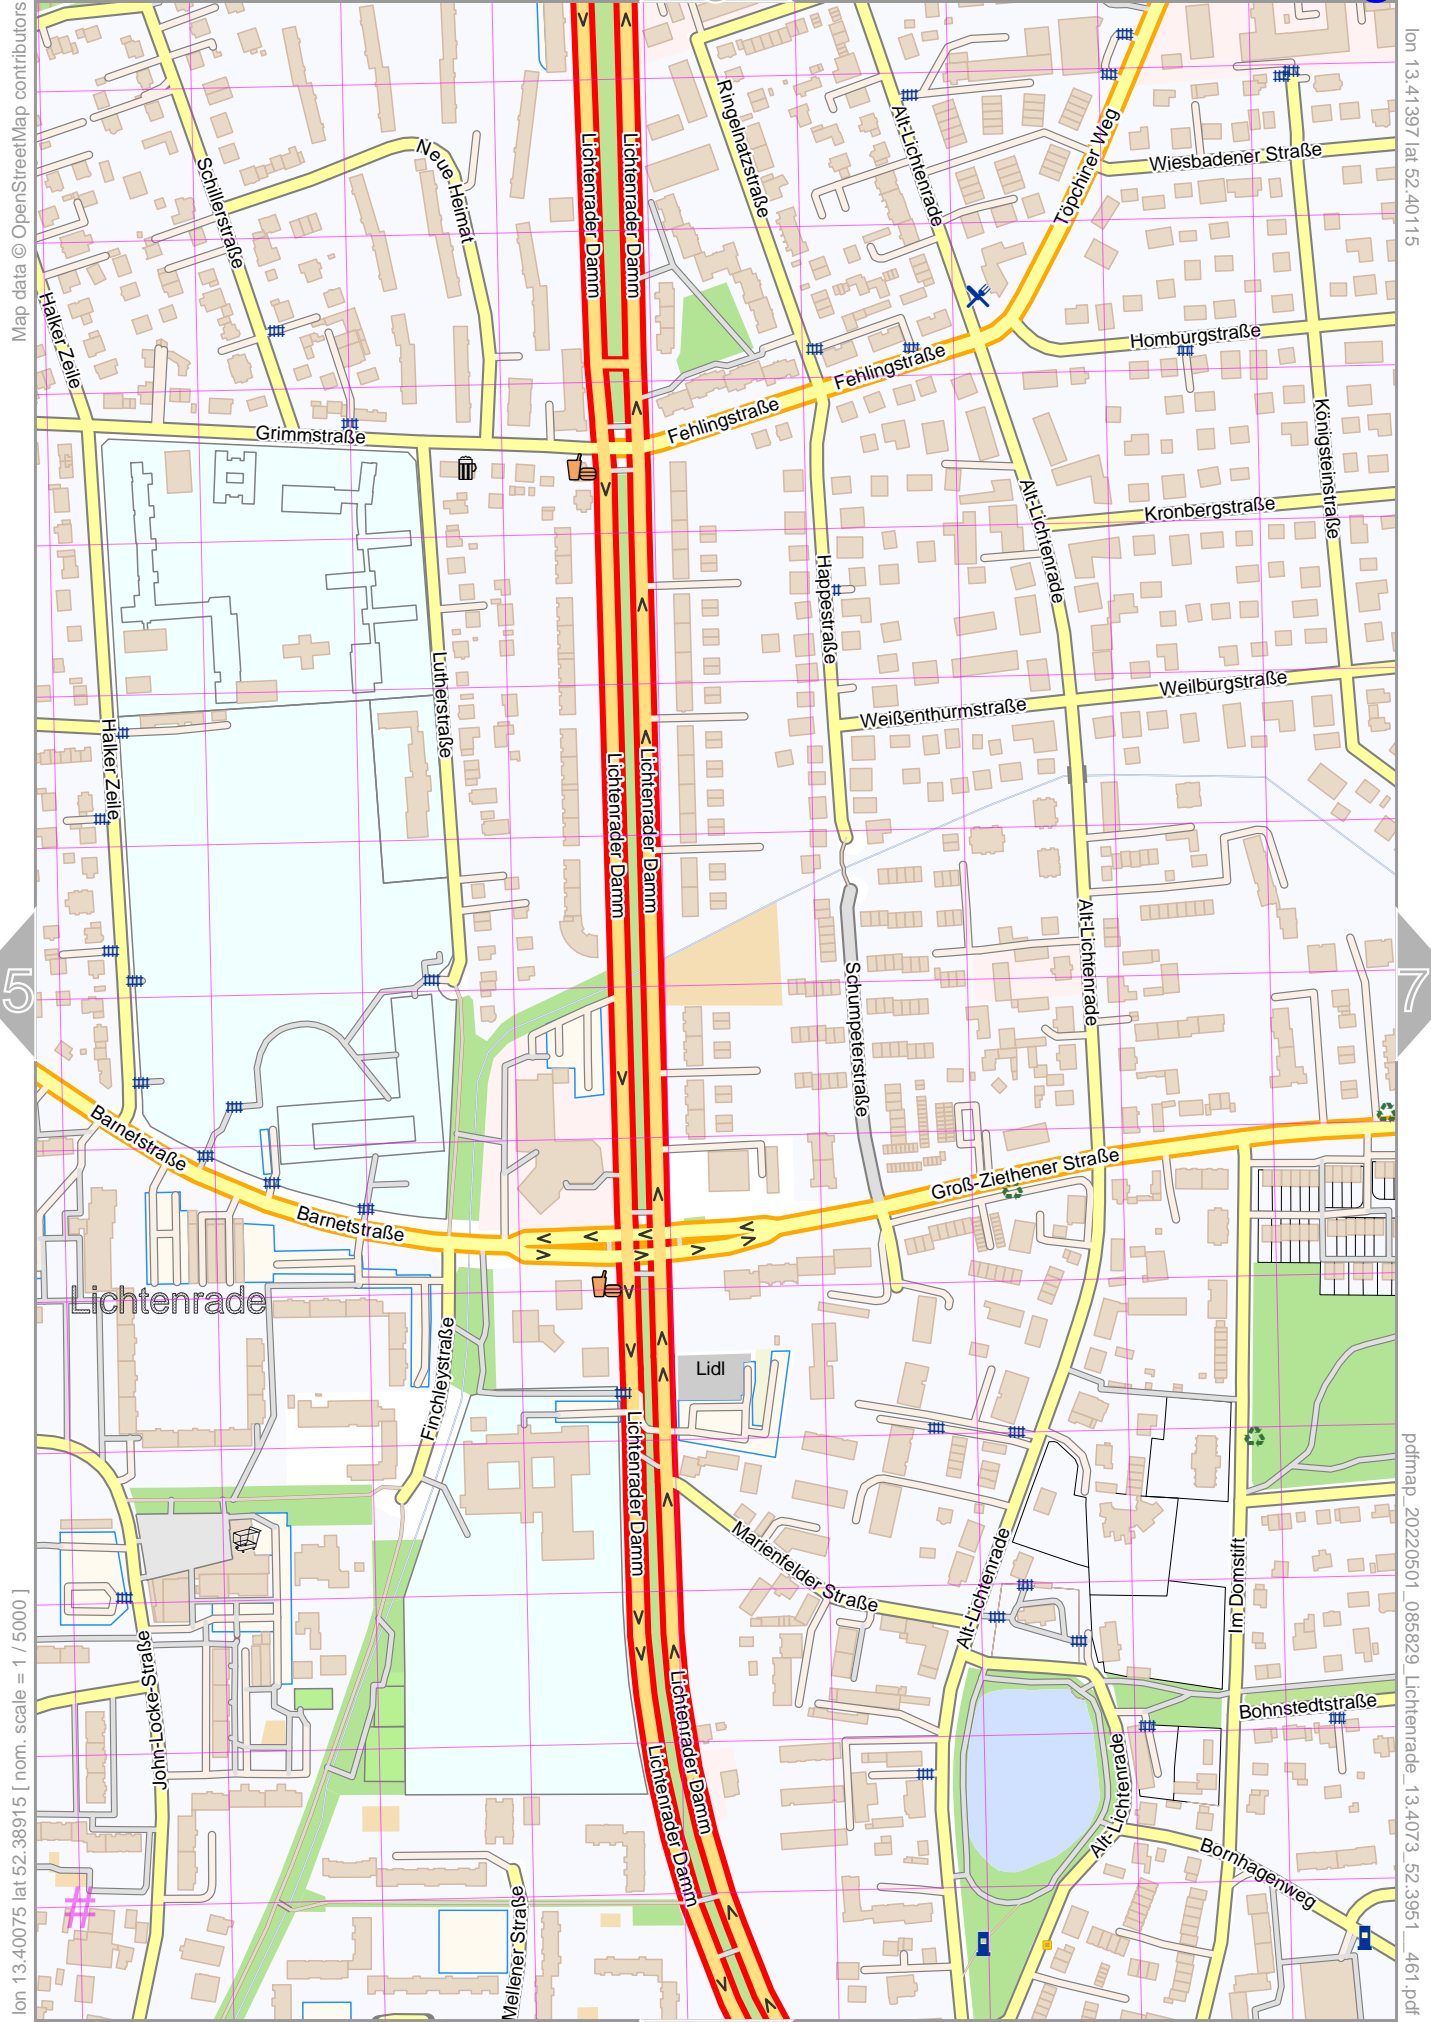 Map data © OpenStreetMap contributors
lon 13.41397 lat 52.40115
Schillerstraße
Neue Heimat
Lichtenrader Damm
Lichtenrader Damm
Ringelnatzstraße
Alt-Lichtenrade
Töpchiner Weg
Wiesbadener Straße
Halker Zeile
Homburgstraße
Fehlingstraße
Fehlingstraße
Grimmstraße
Königsteinstraße
Alt-Lichtenrade
Kronbergstraße
Happestraße
Lutherstraße
Weilburgstraße
Weißenthurmstraße
Halker Zeile
Lichtenrader Damm
Lichtenrader Damm
Alt-Lichtenrade
Schumpeterstraße
5
7
Barnetstraße
Groß-Ziethener Straße
Barnetstraße
Lichtenrade
Finchleystraße
Lidl
Lichtenrader Damm
Marienfelder Straße
Alt-Lichtenrade
Im Domstift
John-Locke-Straße
Lichtenrader Damm
Lichtenrader Damm
Bohnstedtstraße
Alt-Lichtenrade
Bornhagenweg
Mellener Straße
#
lon 13.40075 lat 52.38915 [ nom. scale = 1 / 5000 ]
pdfmap_20220501_085829_Lichtenrade_13.4073_52.3951__461.pdf